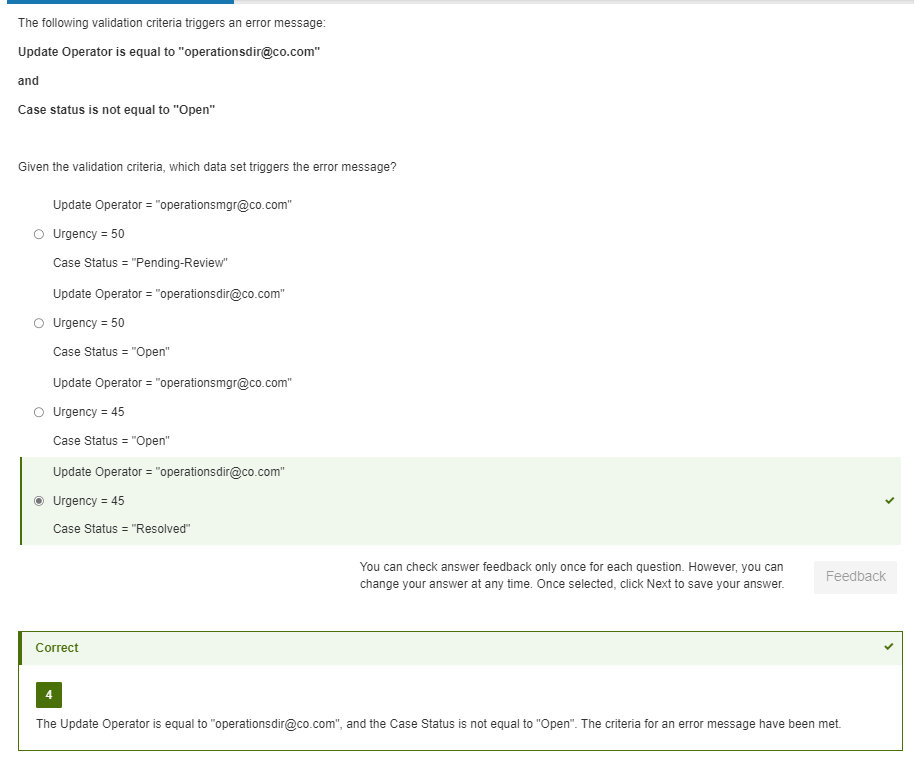 The following validation criteria triggers an error message:
Update Operator is equal to "operationsdir@co.com"
and
Case status is not equal to "Open"
Given the validation criteria, which data set triggers the error message?
Update Operator = "operationsmgr@co.com"
Urgency = 50
Case Status = "Pending-Review"
Update Operator = "operationsdir@co.com"
Urgency = 50
Case Status = "Open"
Update Operator = "operationsmgr@co.com"
Urgency = 45
Case Status = "Open"
Update Operator = "operationsdir@co.com"
Urgency = 45
Case Status = "Resolved"
You can check answer feedback only once for each question. However, you can
change your answer at any time. Once selected, click Next to save your answer.
Feedback
Correct
4
The Update Operator is equal to "operationsdir@co.com", and the Case Status is not equal to "Open". The criteria for an error message have been met.